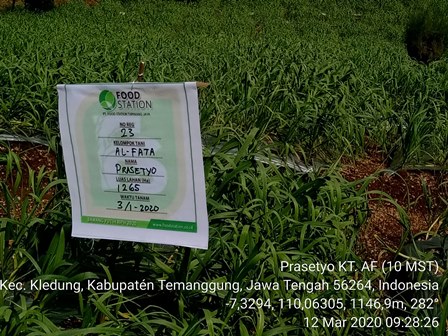 FOOD
STATION
NO REG
23
KELOMPOK TANI
AL-FATA
NAMA
PRASETYO
LUAS LAHAN (Ha)
1265
WAKTU TANAM
3/1-2020
Prasetyo KT. AF (10 MST)
Kec. Kledung, Kabupatén Temanggung, Jawa Tengah 56264, Indonesia
-7,3294, 110,06305, 1146,9m, 282°
12 Mar 2020 09:28:26